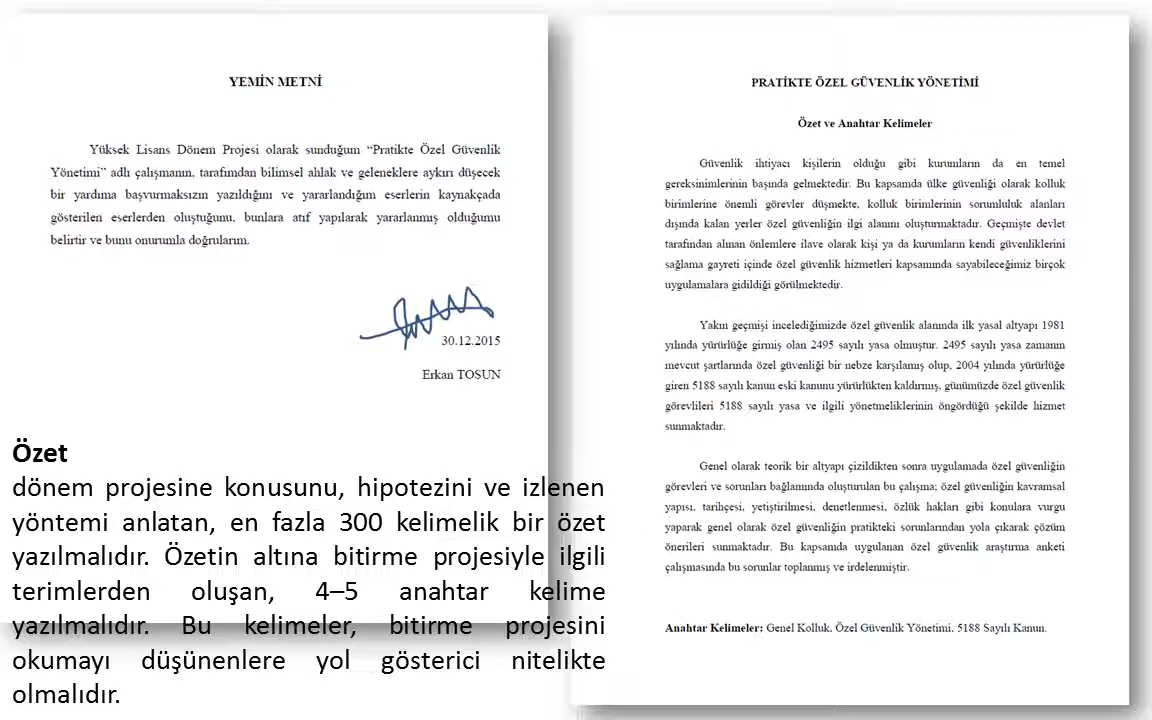 YEMİN METNİ
Yüksek Lisans Dönem Projesi olarak sunduğum “Pratikte Özel Güvenlik
Yönetimi” adlı çalışmanın, tarafımdan bilimsel ahlak ve geleneklere aykırı düşecek
bir yardıma başvurmaksızın yazıldığını ve yararlandığım eserlerin kaynakçada
gösterilen eserlerden oluştuğunu, bunlara atıf yapılarak yararlanmış olduğumu
belirtir ve bunu onurumla doğrularım.
30.12.2015
Erkan TOSUN
Özet
dönem projesine konusunu, hipotezini ve izlenen
yöntemi anlatan, en fazla 300 kelimelik bir özet
yazılmalıdır. Özetin altına bitirme projesiyle ilgili
terimlerden oluşan, 4–5 anahtar kelime
yazılmalıdır. Bu kelimeler, bitirme projesini
okumayı düşünenlere yol gösterici nitelikte
olmalıdır.
PRATİKTE ÖZEL GÜVENLİK YÖNETİMİ
Özet ve Anahtar Kelimeler
Güvenlik ihtiyacı kişilerin olduğu gibi kurumların da en temel
gereksinimlerinin başında gelmektedir. Bu kapsamda ülke güvenliği olarak kolluk
birimlerine önemli görevler düşmekte, kolluk birimlerinin sorumluluk alanları
dışında kalan yerler özel güvenliğin ilgi alanını oluşturmaktadır. Geçmişte devlet
tarafından alınan önlemlere ilave olarak kişi ya da kurumların kendi güvenliklerini
sağlama gayreti içinde özel güvenlik hizmetleri kapsamında sayabileceğimiz birçok
uygulamalara gidildiği görülmektedir.
Yakın geçmişi incelediğimizde özel güvenlik alanında ilk yasal altyapı 1981
yılında yürürlüğe girmiş olan 2495 sayılı yasa olmuştur. 2495 sayılı yasa zamanın
mevcut şartlarında özel güvenliği bir nebze karşılamış olup, 2004 yılında yürürlüğe
giren 5188 sayılı kanun eski kanunu yürürlükten kaldırmış, günümüzde özel güvenlik
görevlileri 5188 sayılı yasa ve ilgili yönetmeliklerinin öngördüğü şekilde hizmet
sunmaktadır.
Genel olarak teorik bir altyapı çizildikten sonra uygulamada özel güvenliğin
görevleri ve sorunları bağlamında oluşturulan bu çalışma; özel güvenliğin kavramsal
yapısı, tarihçesi, yetiştirilmesi, denetlenmesi, özlük hakları gibi konulara vurgu
yaparak genel olarak özel güvenliğin pratikteki sorunlarından yola çıkarak çözüm
önerileri sunmaktadır. Bu kapsamda uygulanan özel güvenlik araştırma anketi
çalışmasında bu sorunlar toplanmış ve irdelenmiştir.
Anahtar Kelimeler: Genel Kolluk, Özel Güvenlik Yönetimi, 5188 Sayılı Kanun.